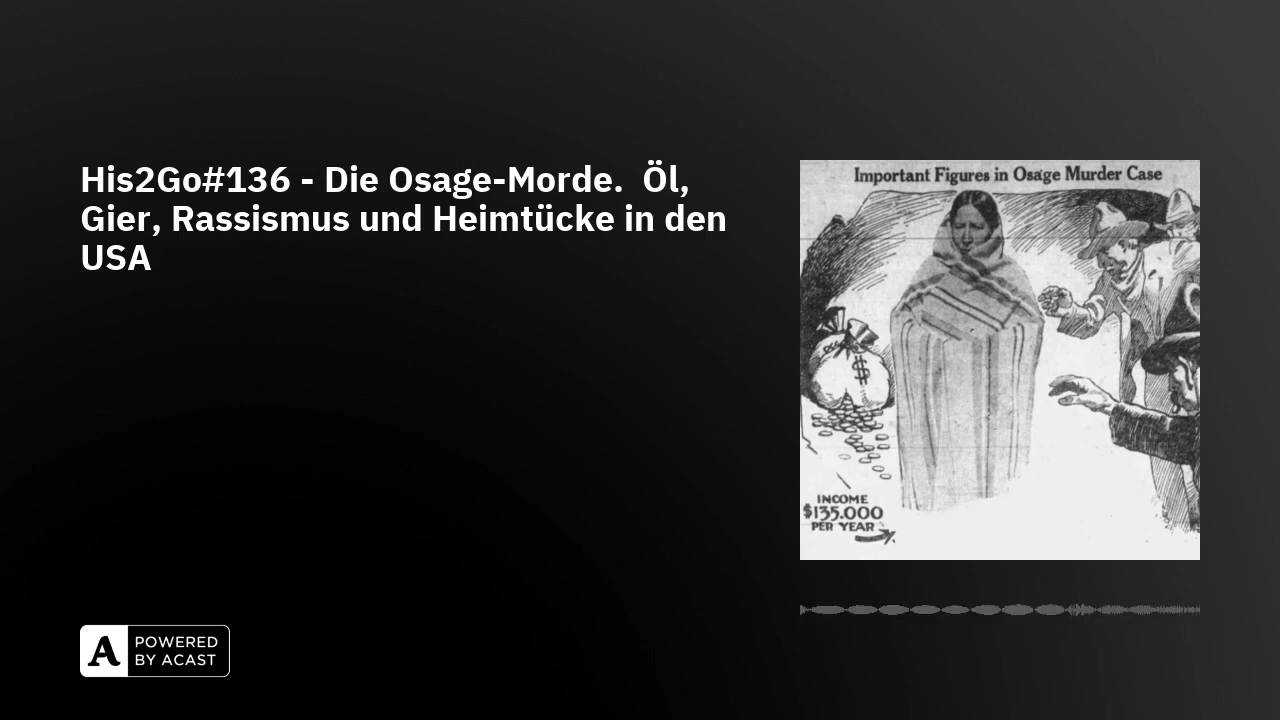 His2Go#136 - Die Osage-Morde.  Öl,
Gier, Rassismus und Heimtücke in den
USA
Important Figures in Osage Murder Case
$
INCOME
$135.000
PER YEAR
A POWERED
BY ACAST